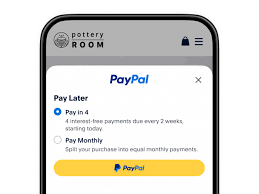 pottery
ROOM
PayPal
Pay Later
Pay in 4
4 interest-free payments due every 2 weeks,
starting today.
Pay Monthly
Split your purchase into equal monthly payments.
PayPal